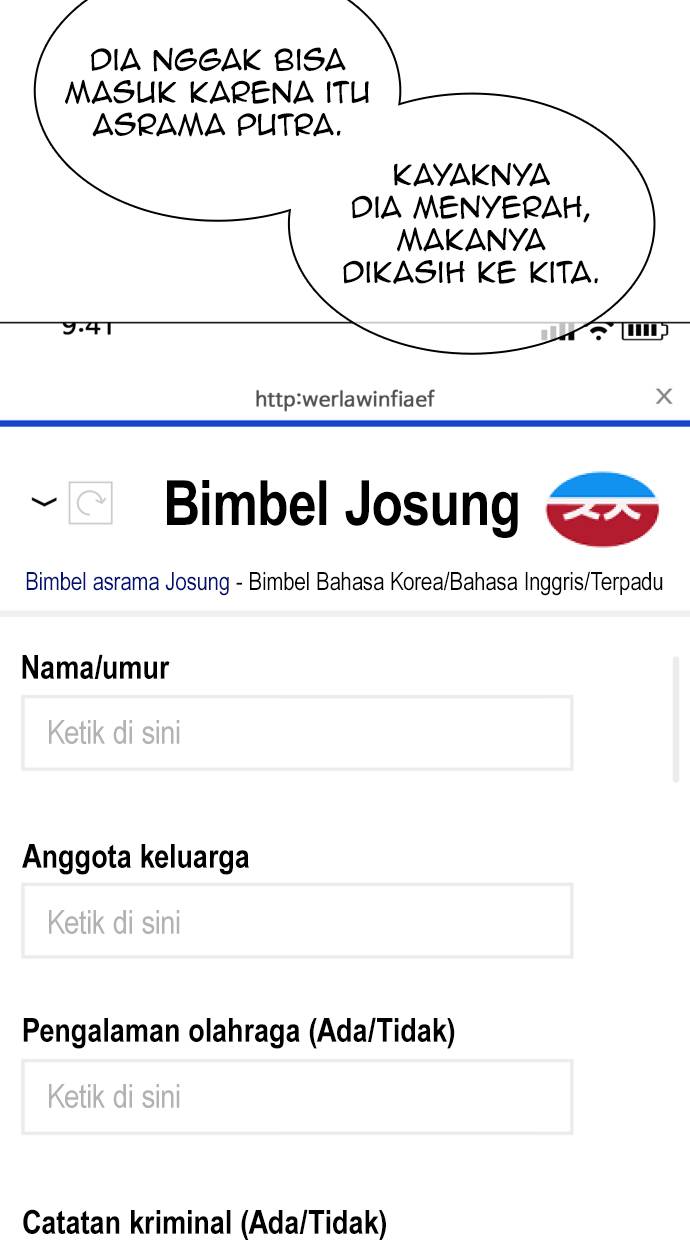 DIA NGGAK BISA
MASUK KARENA ITU
ASRAMA PUTRA.
KAYAKNYA
DIA MENYERAH,
MAKANYA
DIKASIH KE KITA.
9:41
http:werlawinfiaef
Bimbel Josung
Bimbel asrama Josung - Bimbel Bahasa Korea/Bahasa Inggris/Terpadu
Nama/umur
Ketik di sini
Anggota keluarga
Ketik di sini
Pengalaman olahraga (Ada/Tidak)
Ketik di sini
Catatan kriminal (Ada/Tidak)